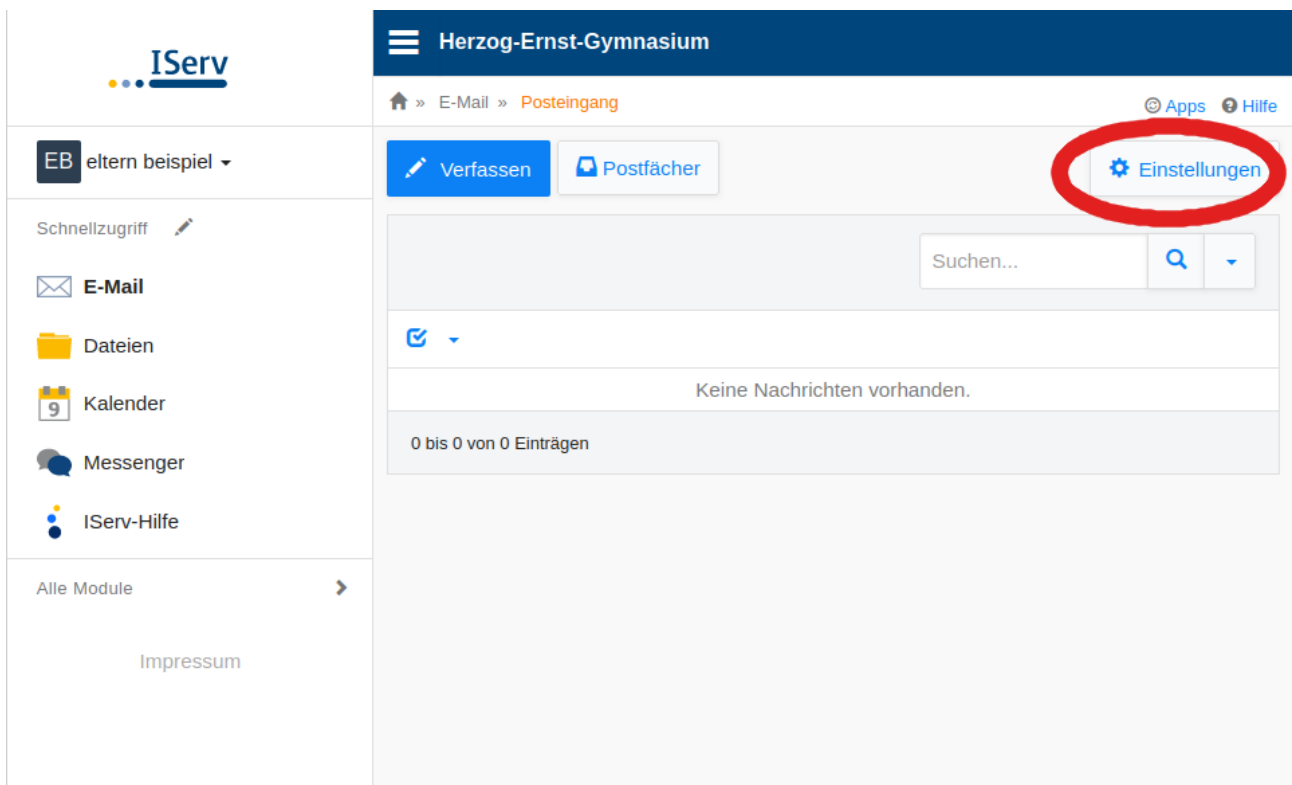 IServ
Herzog-Ernst-Gymnasium
» E-Mail » Posteingang
Apps Hilfe
EB eltern beispiel
Verfassen Postfächer Einstellungen
Schnellzugriff
Suchen...
E-Mail
Dateien
Keine Nachrichten vorhanden.
9 Kalender
0 bis 0 von 0 Einträgen
Messenger
IServ-Hilfe
Alle Module
Impressum